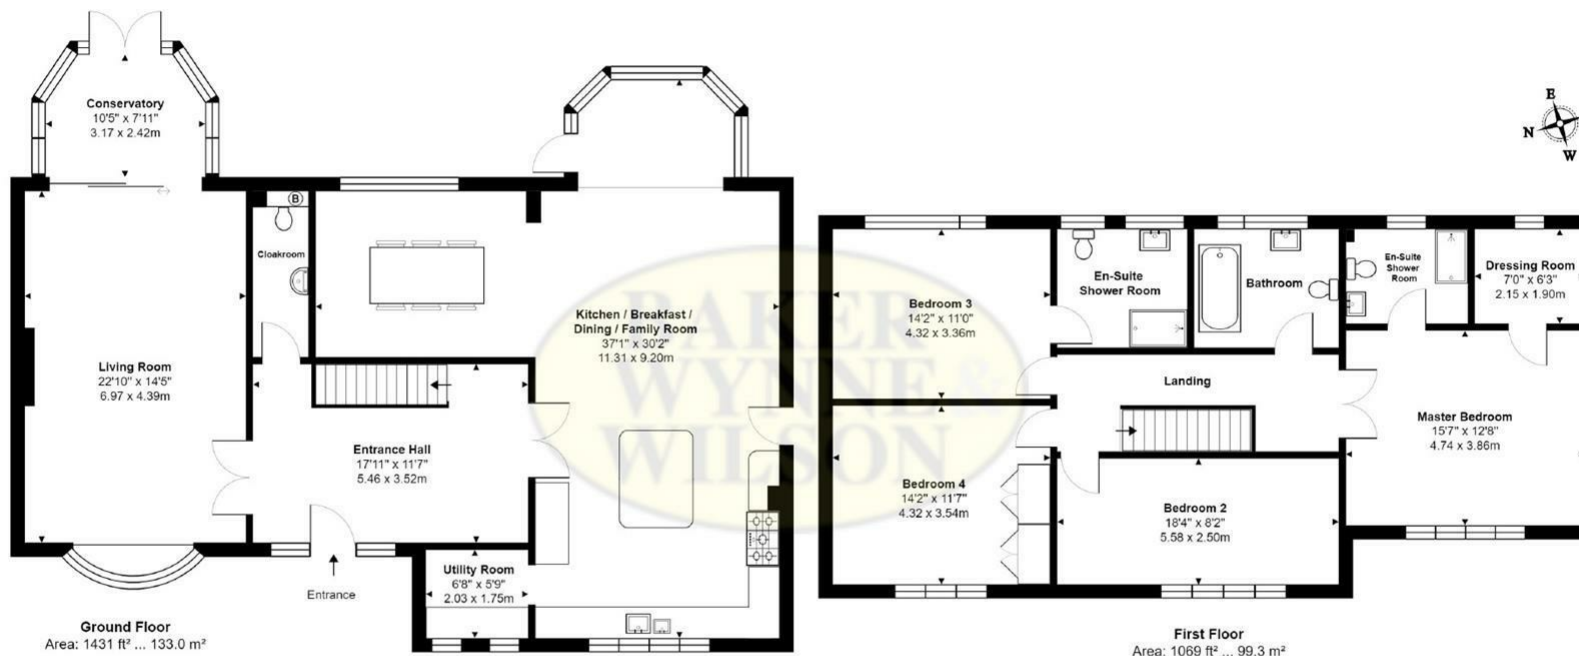 Conservatory
10'5" x 7'11"
3.17 x 2.42m
Living Room
22'10" x 14'5"
6.97 x 4.39m
B
Cloakroom
Kitchen / Breakfast /
Dining / Family Room
37'1" x 30'2"
11.31 x 9.20m
Entrance Hall
17'11" x 11'7"
5.46 x 3.52m
Utility Room
6'8" x 5'9"
2.03 x 1.75m
Entrance
Ground Floor
Area: 1431 ft² ... 133.0 m²
BAKER
WYNNE &
WILSON
E
N
W
Bedroom 3
14'2" x 11'0"
4.32 x 3.36m
En-Suite
Shower Room
Bathroom
En-Suite
Shower
Room
Dressing Room
7'0" x 6'3"
2.15 x 1.90m
Landing
Master Bedroom
15'7" x 12'8"
4.74 x 3.86m
Bedroom 4
14'2" x 11'7"
4.32 x 3.54m
Bedroom 2
18'4" x 8'2"
5.58 x 2.50m
First Floor
Area: 1069 ft² ... 99.3 m²